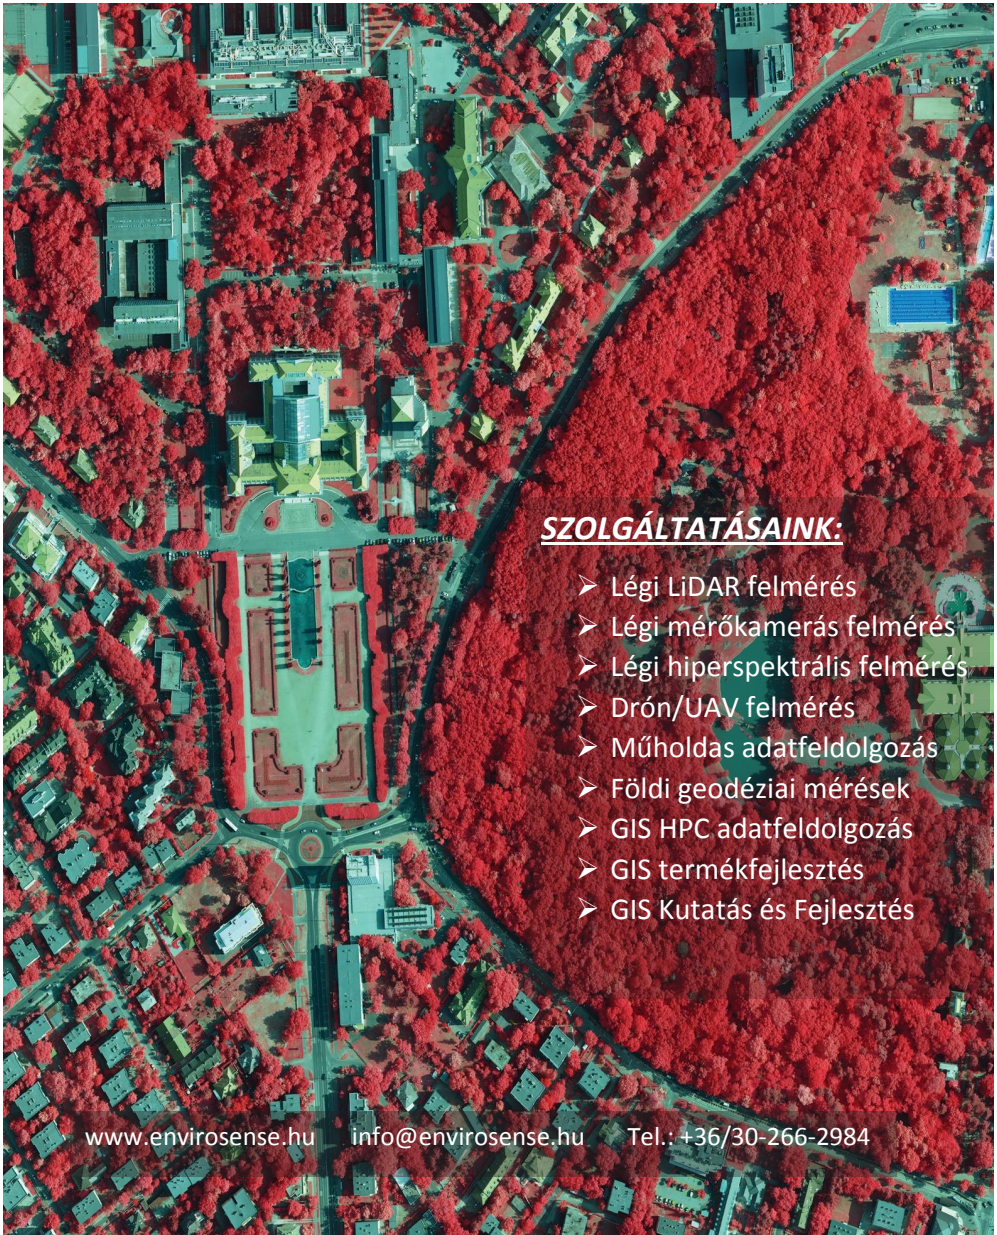 SZOLGÁLTATÁSAINK:
➢ Légi LiDAR felmérés
➢ Légi mérőkamerás felmérés
➢ Légi hiperspektrális felmérés
➢ Drón/UAV felmérés
➢ Műholdas adatfeldolgozás
➢ Földi geodéziai mérések
➢ GIS HPC adatfeldolgozás
➢ GIS termékfejlesztés
➢ GIS Kutatás és Fejlesztés
www.envirosense.hu info@envirosense.hu Tel.: +36/30-266-2984